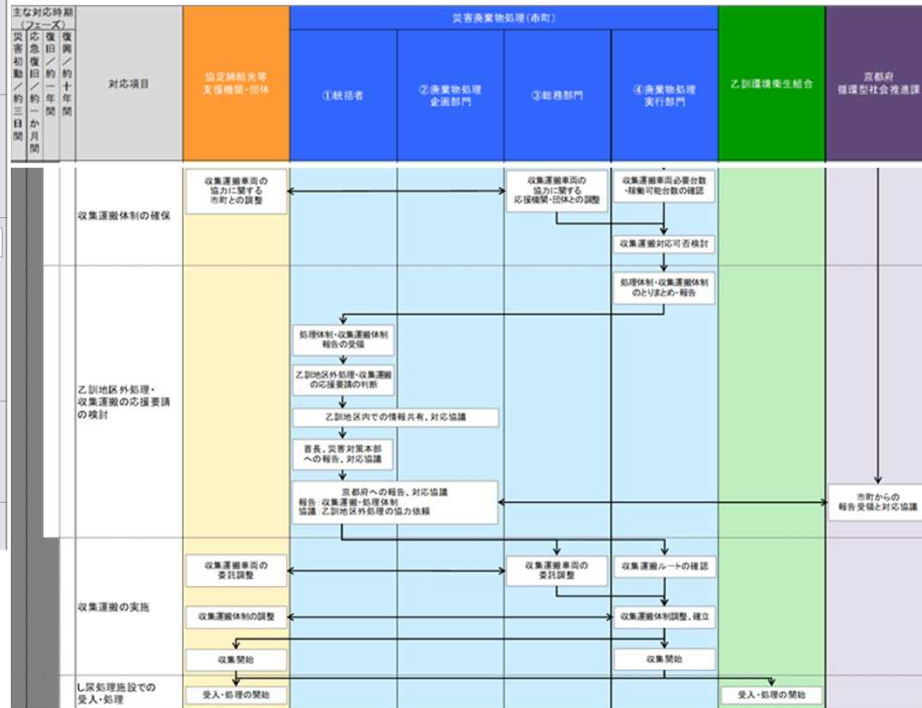 主な対応時期
(フェーズ)
災害初動/約三日間
応急復旧/約一か月間
復旧/約一年間
復興/約十年間
対応項目
協定締結先等
支援機関・団体
災害廃棄物処理(市町)
①統括者
②廃棄物処理
企画部門
③総務部門
④廃棄物処理
実行部門
乙訓環境衛生組合
京都府
循環型社会推進課
収集運搬体制の確保
収集運搬車両の
協力に関する
市町との調整
収集運搬車両の
協力に関する
応援機関・団体との調整
収集運搬車両必要台数
・稼働可能台数の確認
収集運搬対応可否検討
乙訓地区外処理・
収集運搬の応援要請
の検討
処理体制・収集運搬体制
のとりまとめ・報告
処理体制・収集運搬体制
報告の受領
乙訓地区外処理・収集運搬
の応援要請の判断
乙訓地区内での情報共有、対応協議
首長、災害対策本部
への報告、対応協議
京都府への報告、対応協議
報告:収集運搬・処理体制
協議:乙訓地区外処理の協力依頼
市町からの
報告受領と対応協議
収集運搬の実施
収集運搬車両の
委託調整
収集運搬車両の
委託調整
収集運搬ルートの確認
収集運搬体制の調整
収集運搬体制調整、確立
収集開始
収集開始
し尿処理施設での
受入・処理
受入・処理の開始
受入・処理の開始